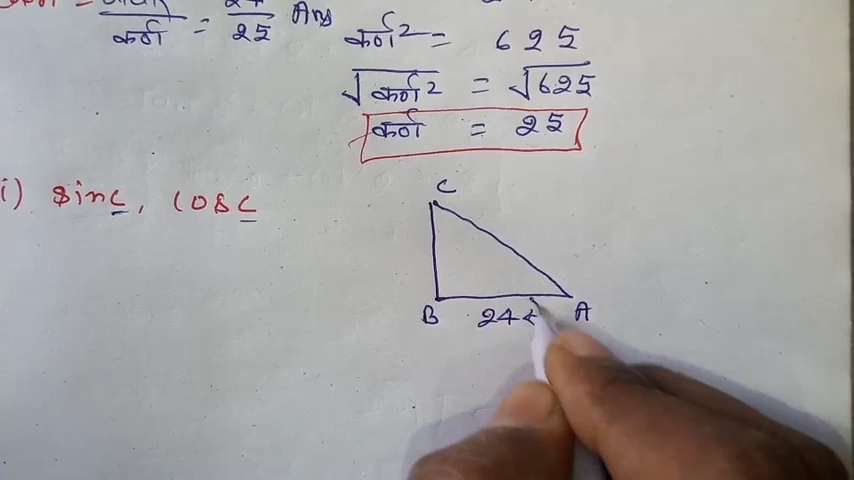 कर्ण = 24/25 Ans
कर्ण² = 625
√कर्ण² = √625
कर्ण = 25
i) sinc, cosc
C
B 24 A